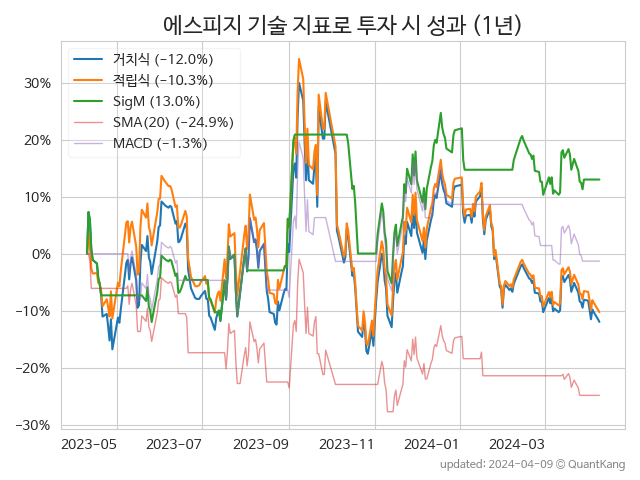 에스피지 기술 지표로 투자 시 성과 (1년)
거치식 (−12.0%)
적립식 (−10.3%)
SigM (13.0%)
SMA(20) (−24.9%)
MACD (−1.3%)
30%
20%
10%
0%
−10%
−20%
−30%
2023-05 2023-07 2023-09 2023-11 2024-01 2024-03
updated: 2024-04-09 © QuantKang